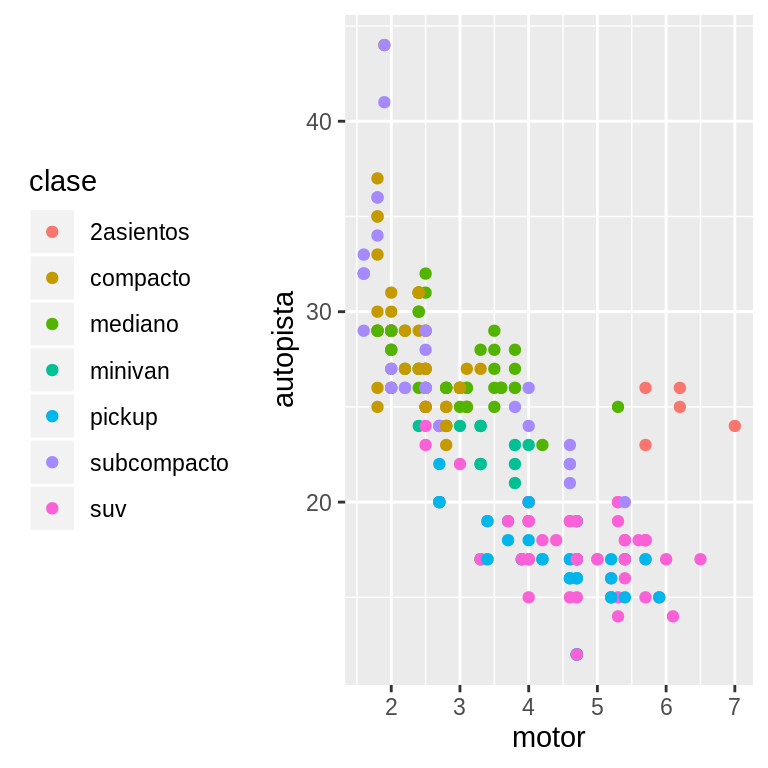 clase
2asientos
compacto
mediano
minivan
pickup
subcompacto
suv
autopista
40
30
20
2 3 4 5 6 7
motor